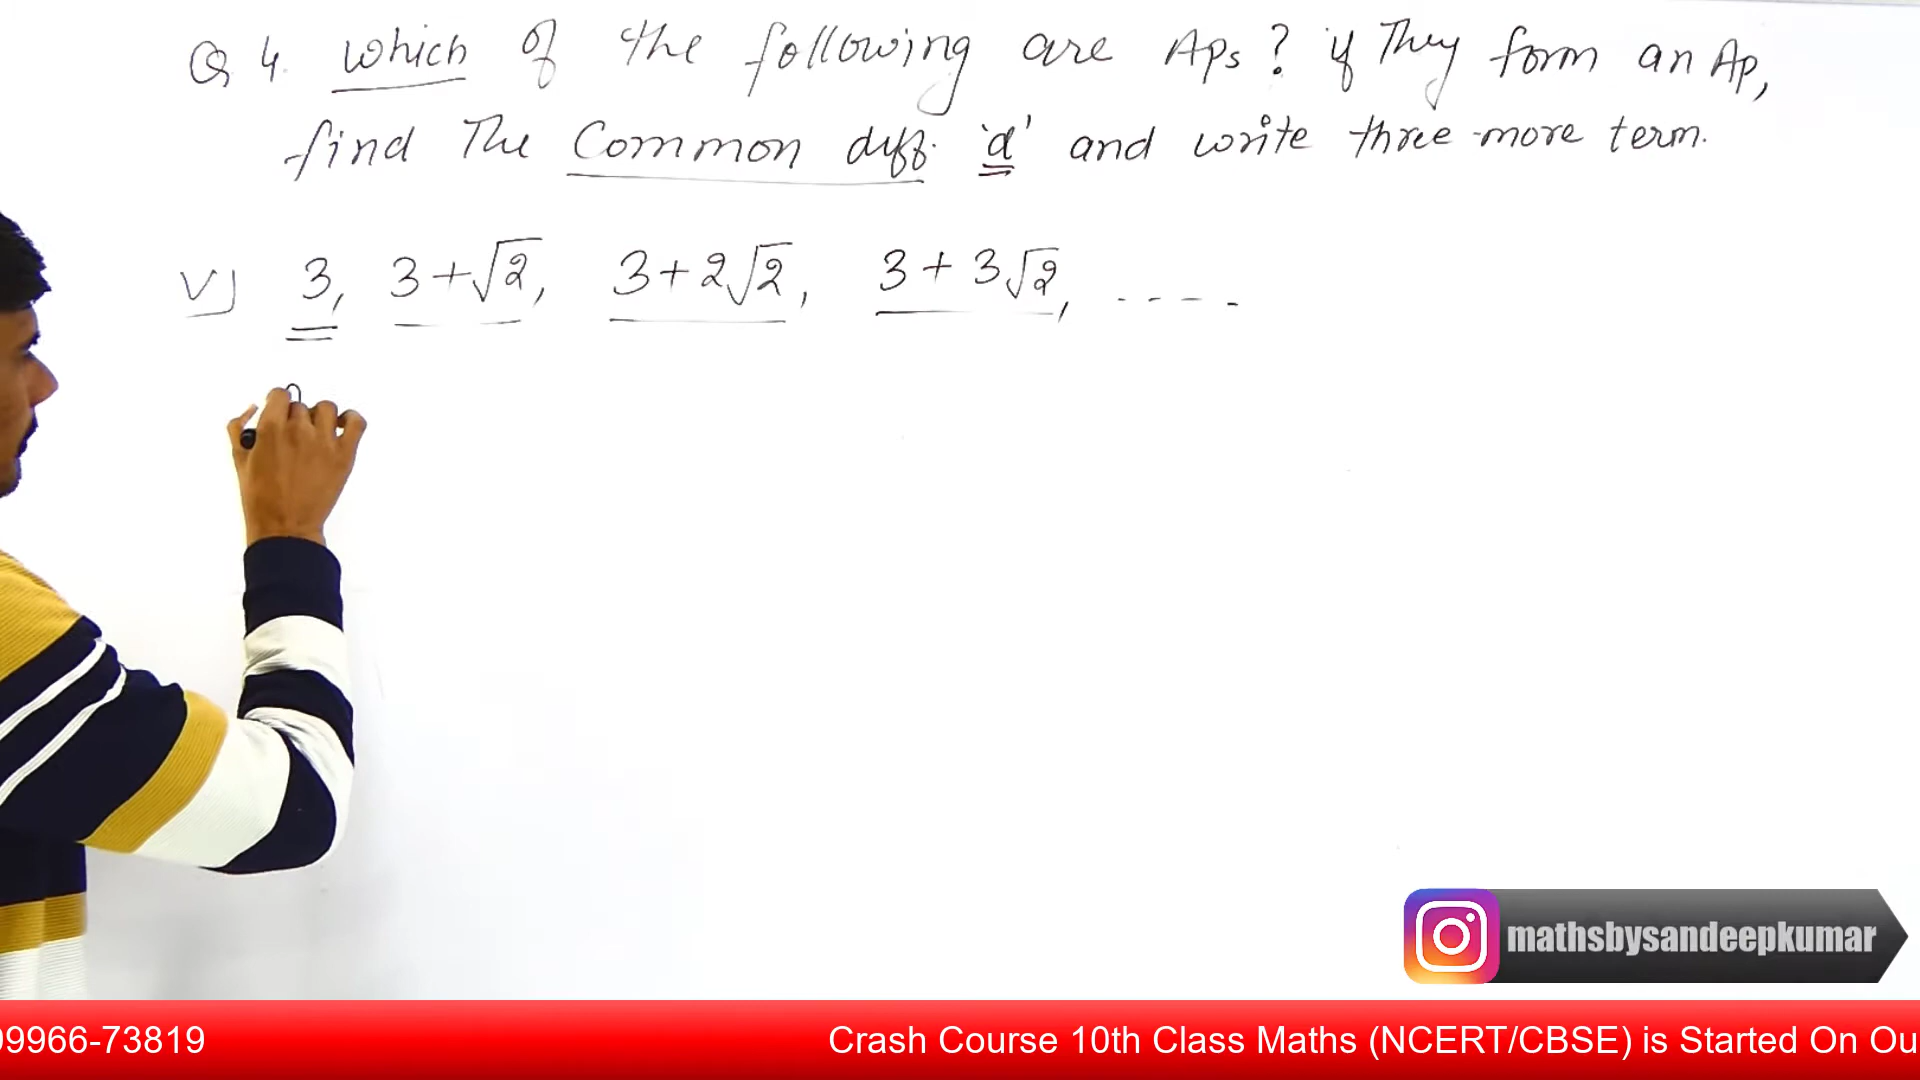 Q 4. Which of the following are APs? if They form an Ap,
find The Common diff. 'd' and write three more term.
V) 3, 3+√2, 3+2√2, 3+3√2, ----.
mathsbysandeepkumar
99966-73819 Crash Course 10th Class Maths (NCERT/CBSE) is Started On Ou